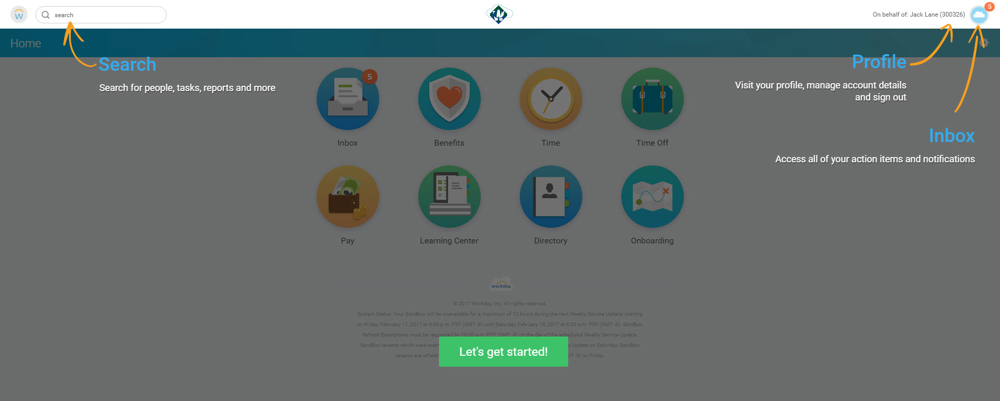 search
On behalf of: Jack Lane (300326)
5
Home
Search
Search for people, tasks, reports and more
Profile
Visit your profile, manage account details
and sign out
Inbox
Access all of your action items and notifications
5
Inbox
Benefits
Time
Time Off
Pay
Learning Center
Directory
Onboarding
workday
© 2017 Workday, Inc. All rights reserved.
System Status: Your Sandbox will be unavailable for a maximum of 12 hours during the next Weekly Service Update; starting
on Friday, February 17, 2017 at 6:00 p.m. PST (GMT -8) until Saturday, February 18, 2017 at 6:00 a.m. PST (GMT -8). Sandbox
Refresh Exemptions must be requested by 10:00 a.m. PST (GMT -8) on the day of the scheduled Weekly Service Update.
Sandbox tenants which were Update on Saturday. Sandbox
tenants are -8) on Friday.
Let's get started!